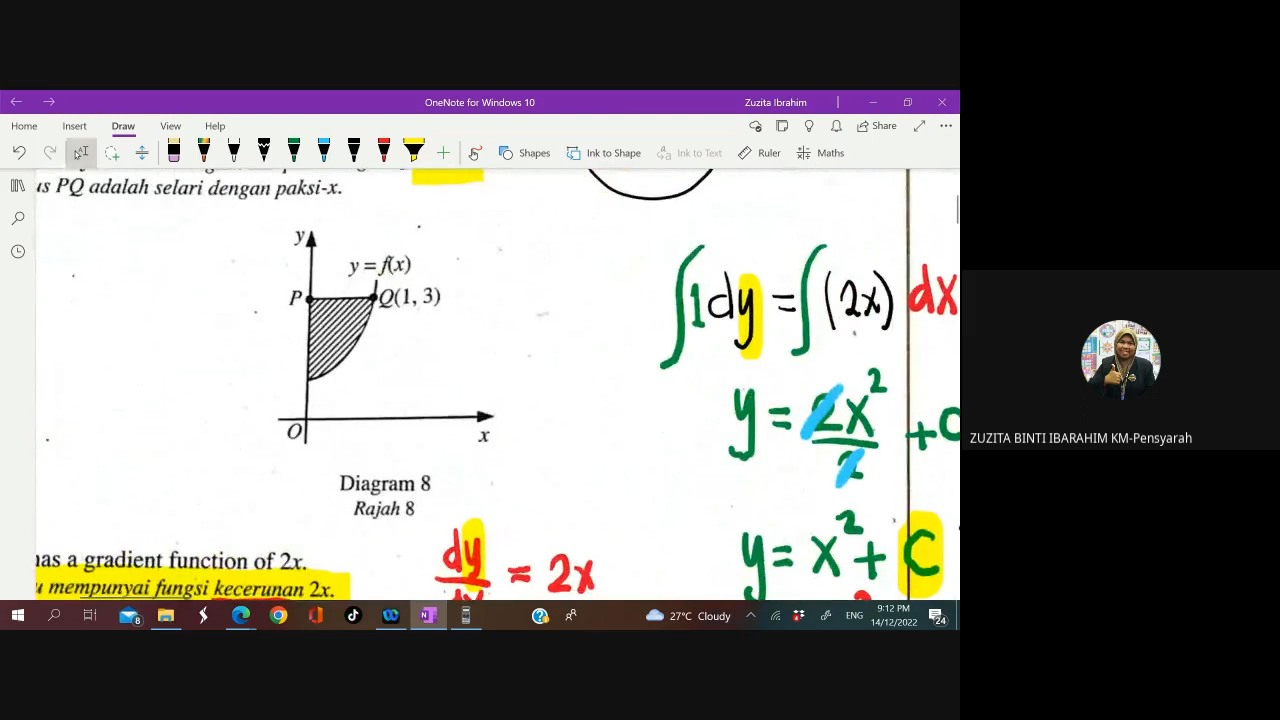 OneNote for Windows 10
Zuzita Ibrahim
Home Insert Draw View Help
Share
Shapes
Ink to Shape
Ink to Text
Ruler
Maths
us PQ adalah selari dengan paksi-x.
y
y = f(x)
P
Q(1, 3)
O
x
Diagram 8
Rajah 8
has a gradient function of 2x.
u mempunyai fungsi kecerunan 2x.
dy
= 2x
∫1dy = ∫(2x) dx
y = 2x²/2 + C
y = x² + C
ZUZITA BINTI IBARAHIM KM-Pensyarah
8
27°C Cloudy
ENG
9:12 PM
14/12/2022
24